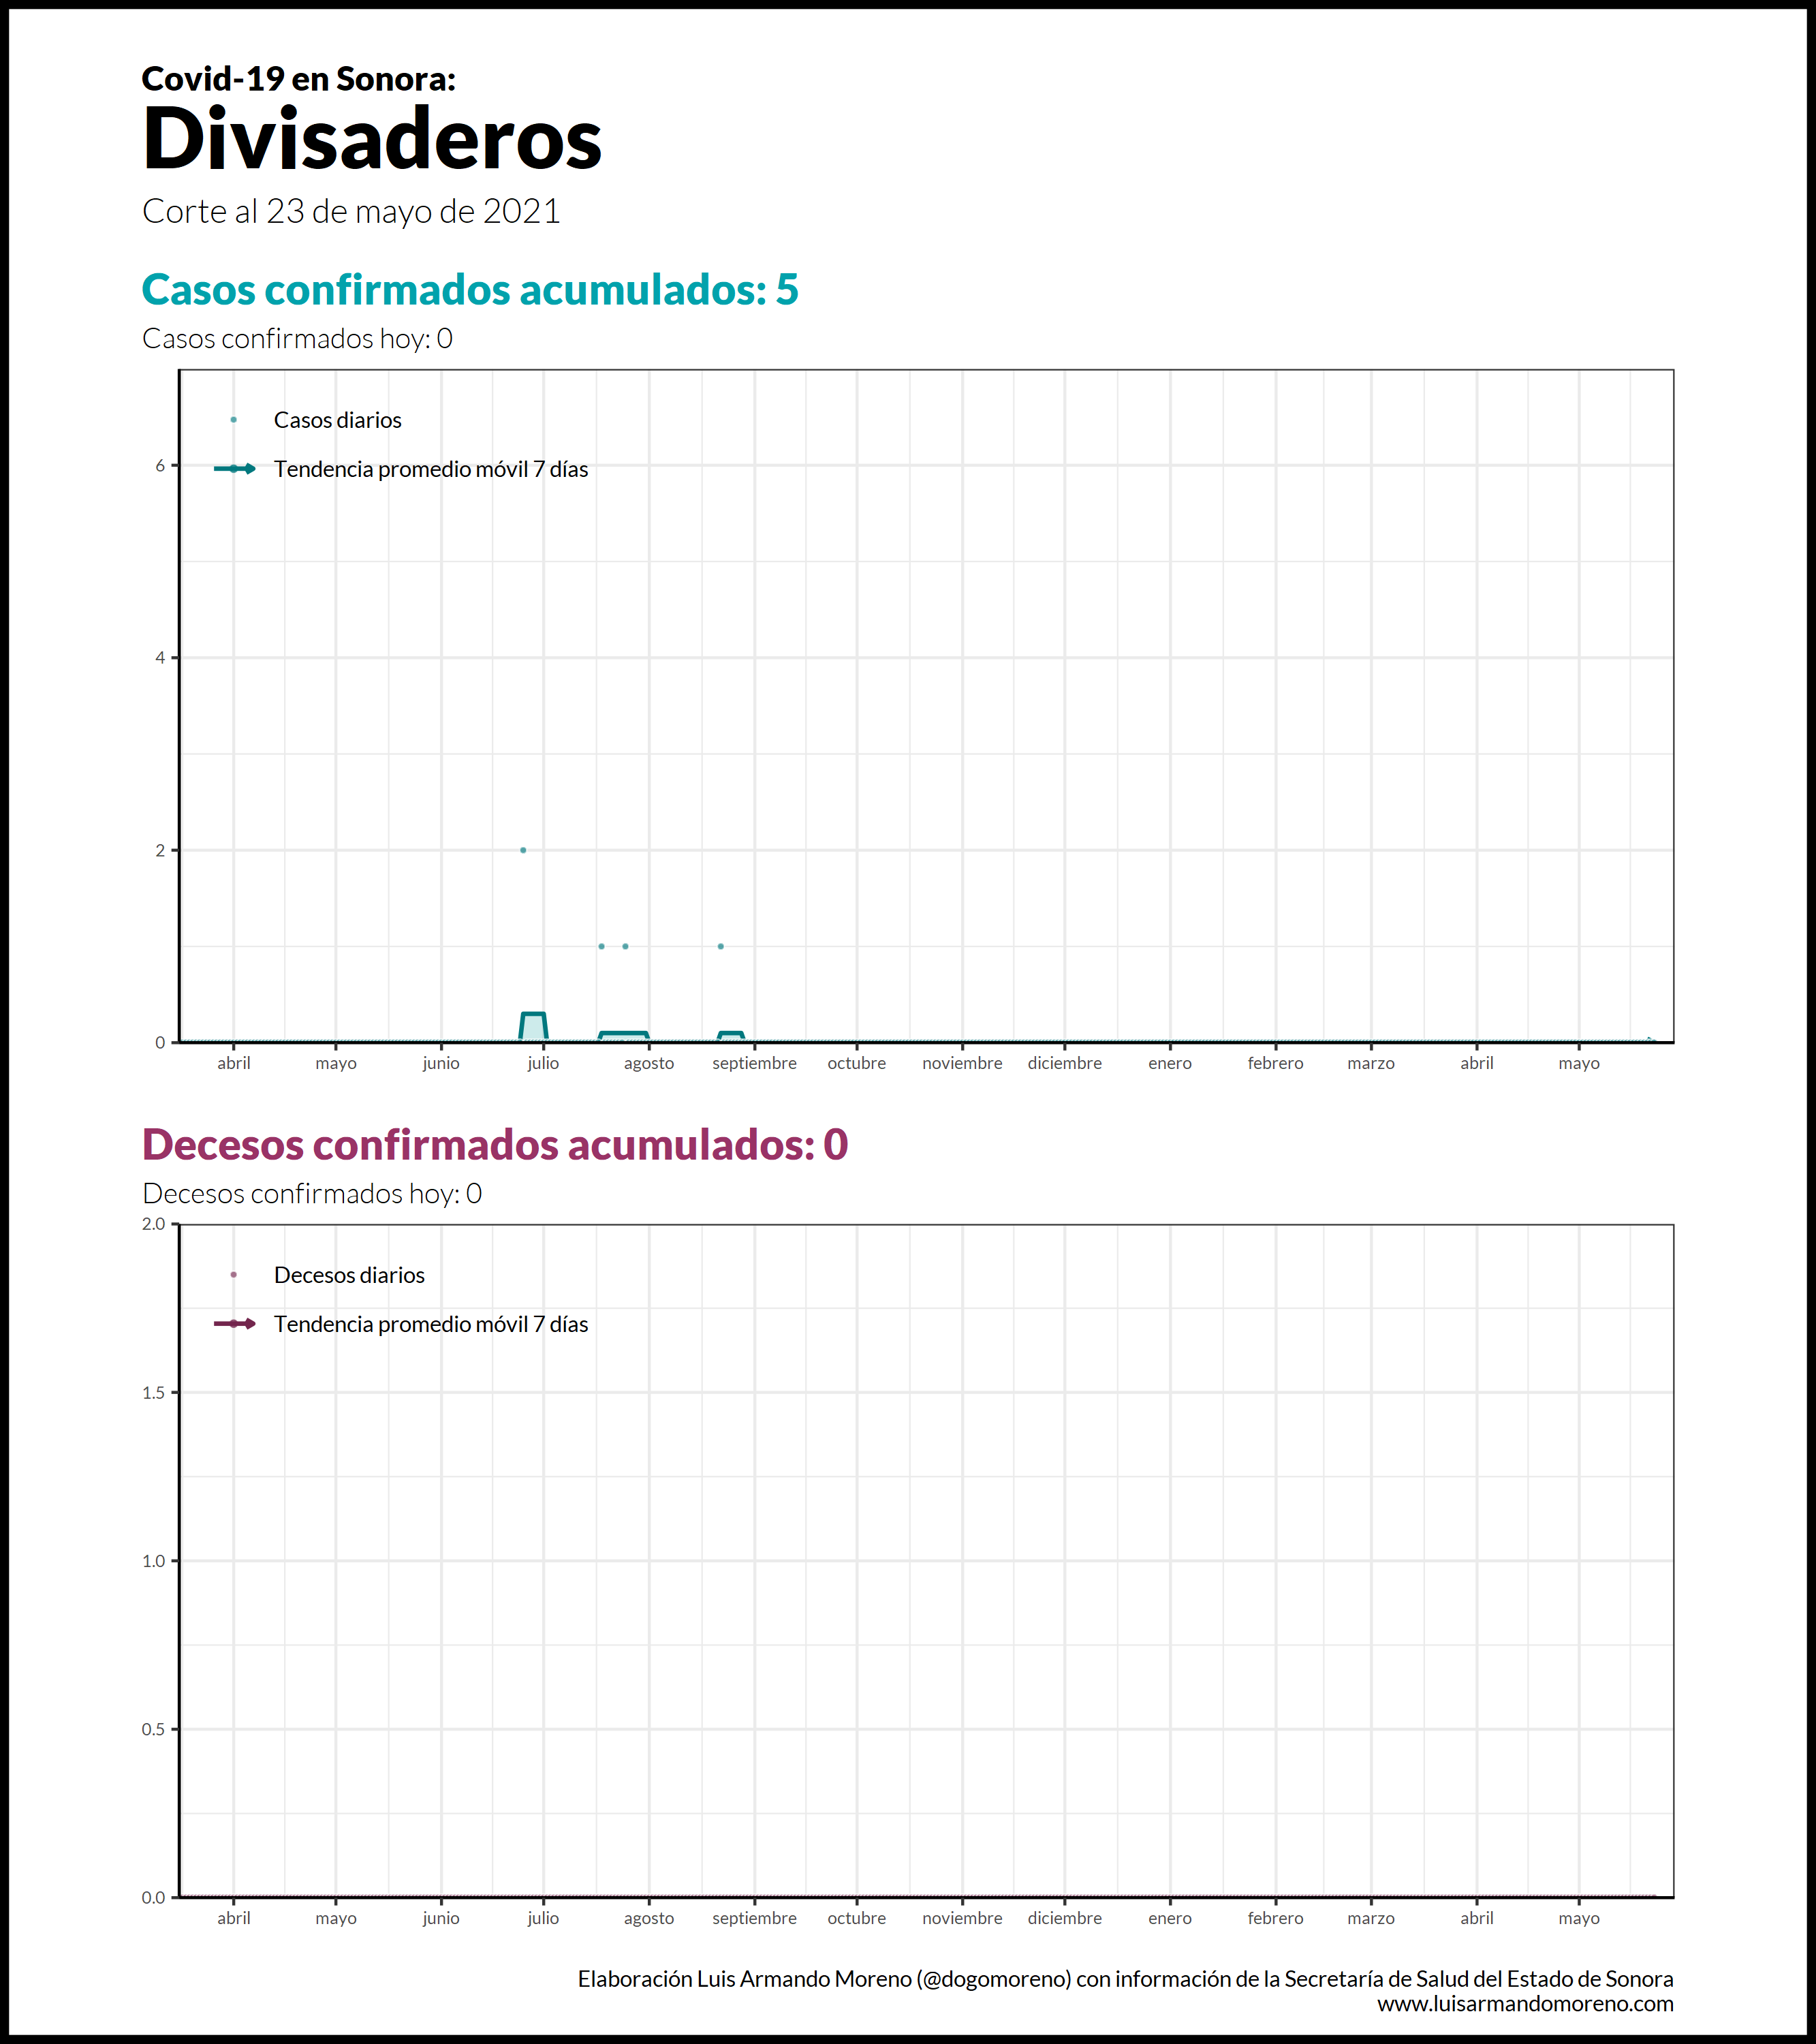 Covid-19 en Sonora:
Divisaderos
Corte al 23 de mayo de 2021
Casos confirmados acumulados: 5
Casos confirmados hoy: 0
Casos diarios
Tendencia promedio móvil 7 días
6
4
2
0
abril mayo junio julio agosto septiembre octubre noviembre diciembre enero febrero marzo abril mayo
Decesos confirmados acumulados: 0
Decesos confirmados hoy: 0
2.0
Decesos diarios
Tendencia promedio móvil 7 días
1.5
1.0
0.5
0.0
abril mayo junio julio agosto septiembre octubre noviembre diciembre enero febrero marzo abril mayo
Elaboración Luis Armando Moreno (@dogomoreno) con información de la Secretaría de Salud del Estado de Sonora
www.luisarmandomoreno.com